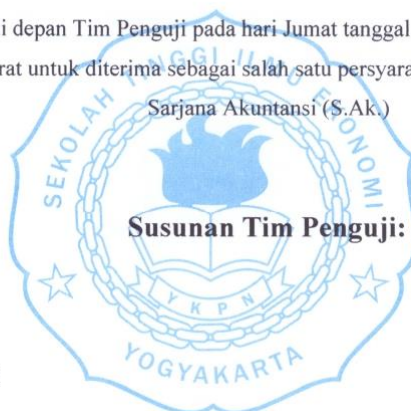 i depan Tim Penguji pada hari Jumat tanggal
rat untuk diterima sebagai salah satu persyara
Sarjana Akuntansi (S.Ak.)
SEKOLAH TINGGI ILMU EKONOMI
Susunan Tim Penguji:
YKPN
YOGYAKARTA